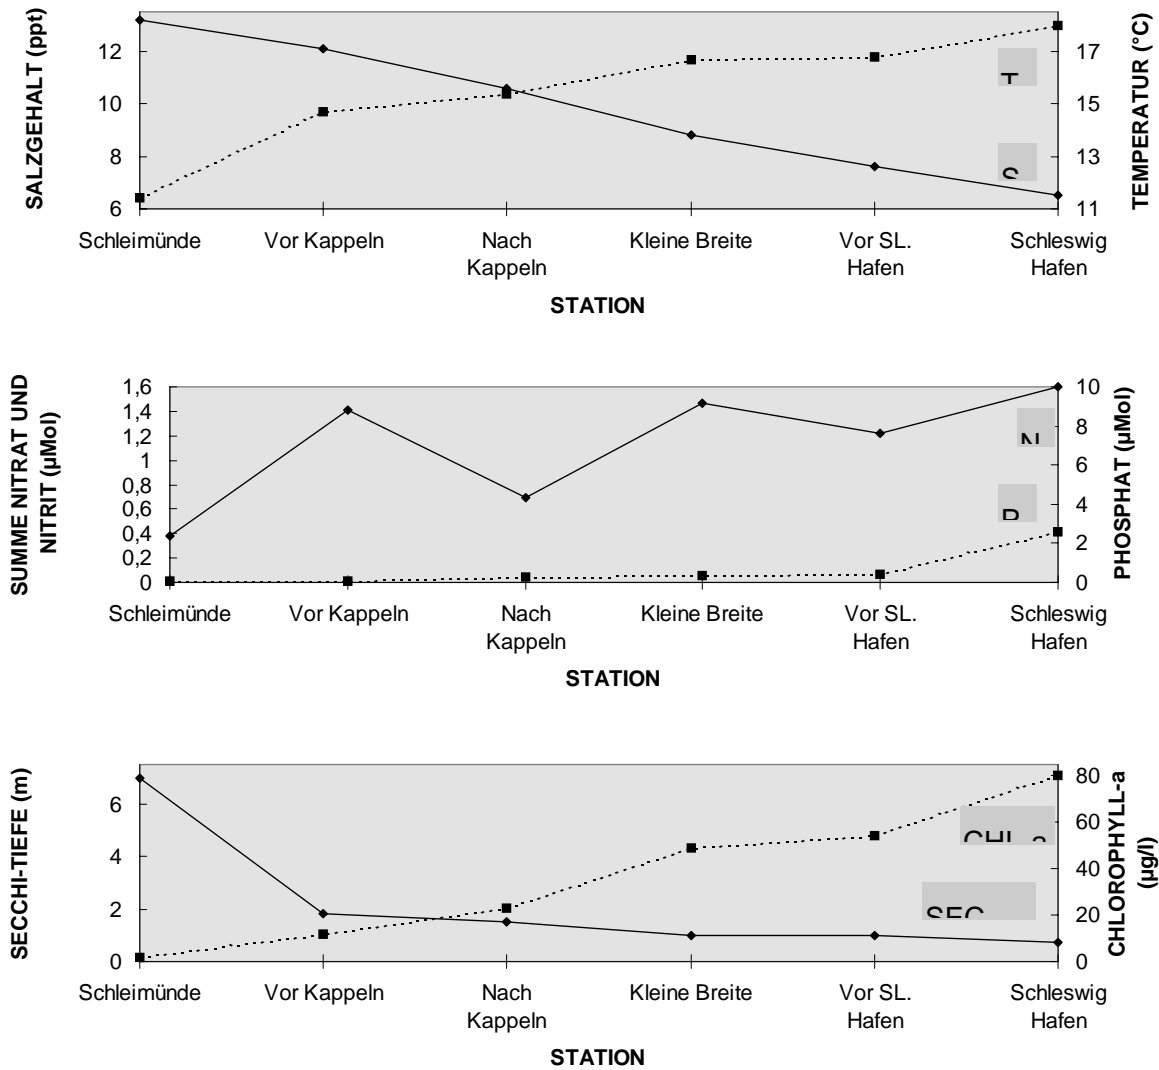 SALZGEHALT (ppt)
12
10
8
6
17
15
13
11
TEMPERATUR (°C)
T
S
Schleimünde
Vor Kappeln
Nach
Kappeln
Kleine Breite
Vor SL.
Hafen
Schleswig
Hafen
STATION
SUMME NITRAT UND
NITRIT (µMol)
1,6
1,4
1,2
1
0,8
0,6
0,4
0,2
0
10
8
6
4
2
0
PHOSPHAT (µMol)
N
P
Schleimünde
Vor Kappeln
Nach
Kappeln
Kleine Breite
Vor SL.
Hafen
Schleswig
Hafen
STATION
SECCHI-TIEFE (m)
6
4
2
0
80
60
40
20
0
CHLOROPHYLL-a
(µg/l)
CHL a
SEC
Schleimünde
Vor Kappeln
Nach
Kappeln
Kleine Breite
Vor SL.
Hafen
Schleswig
Hafen
STATION